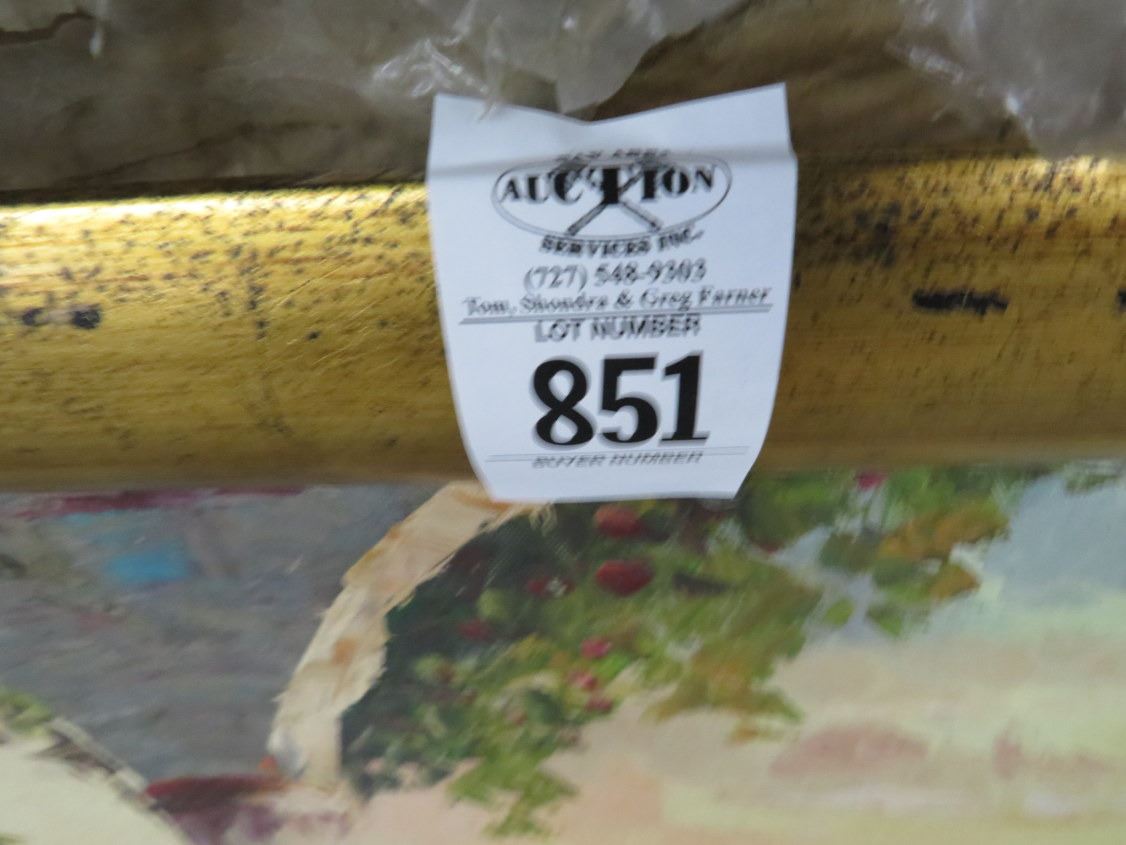 AUCTION
SERVICES INC.
(727) 548-9303
Tom, Shondra & Greg Farner
LOT NUMBER
851
BUYER NUMBER